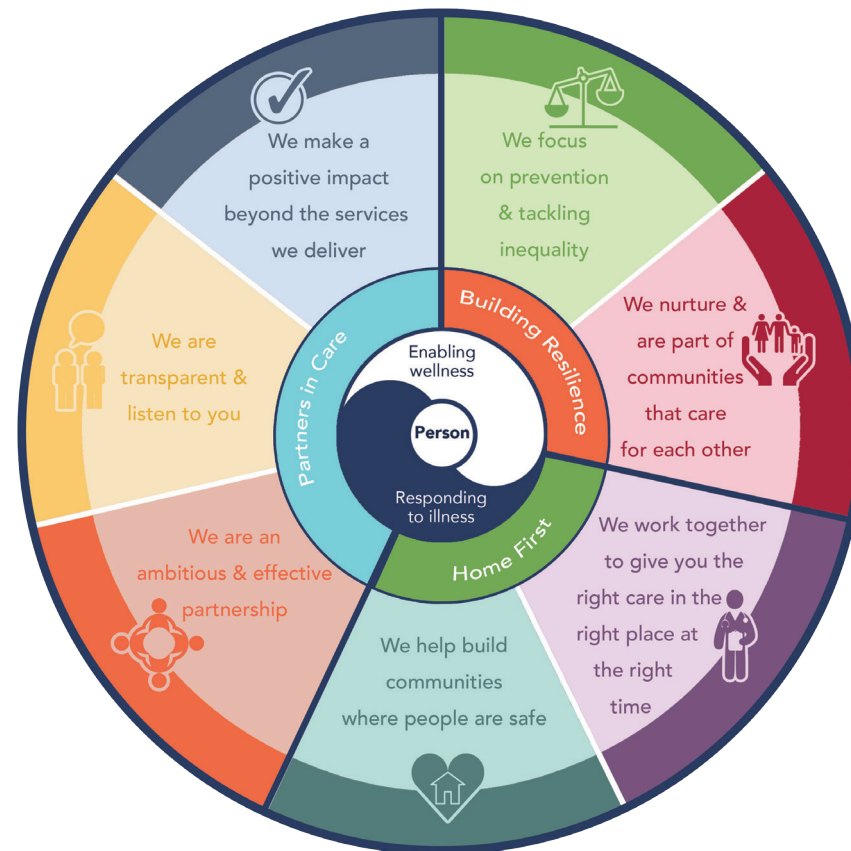 We make a
positive impact
beyond the services
we deliver
We focus
on prevention
& tackling
inequality
We nurture &
are part of
communities
that care
for each other
We work together
to give you the
right care in the
right place at
the right
time
We help build
communities
where people are safe
We are an
ambitious & effective
partnership
We are
transparent &
listen to you
Partners in Care
Building Resilience
Home First
Enabling
wellness
Person
Responding
to illness